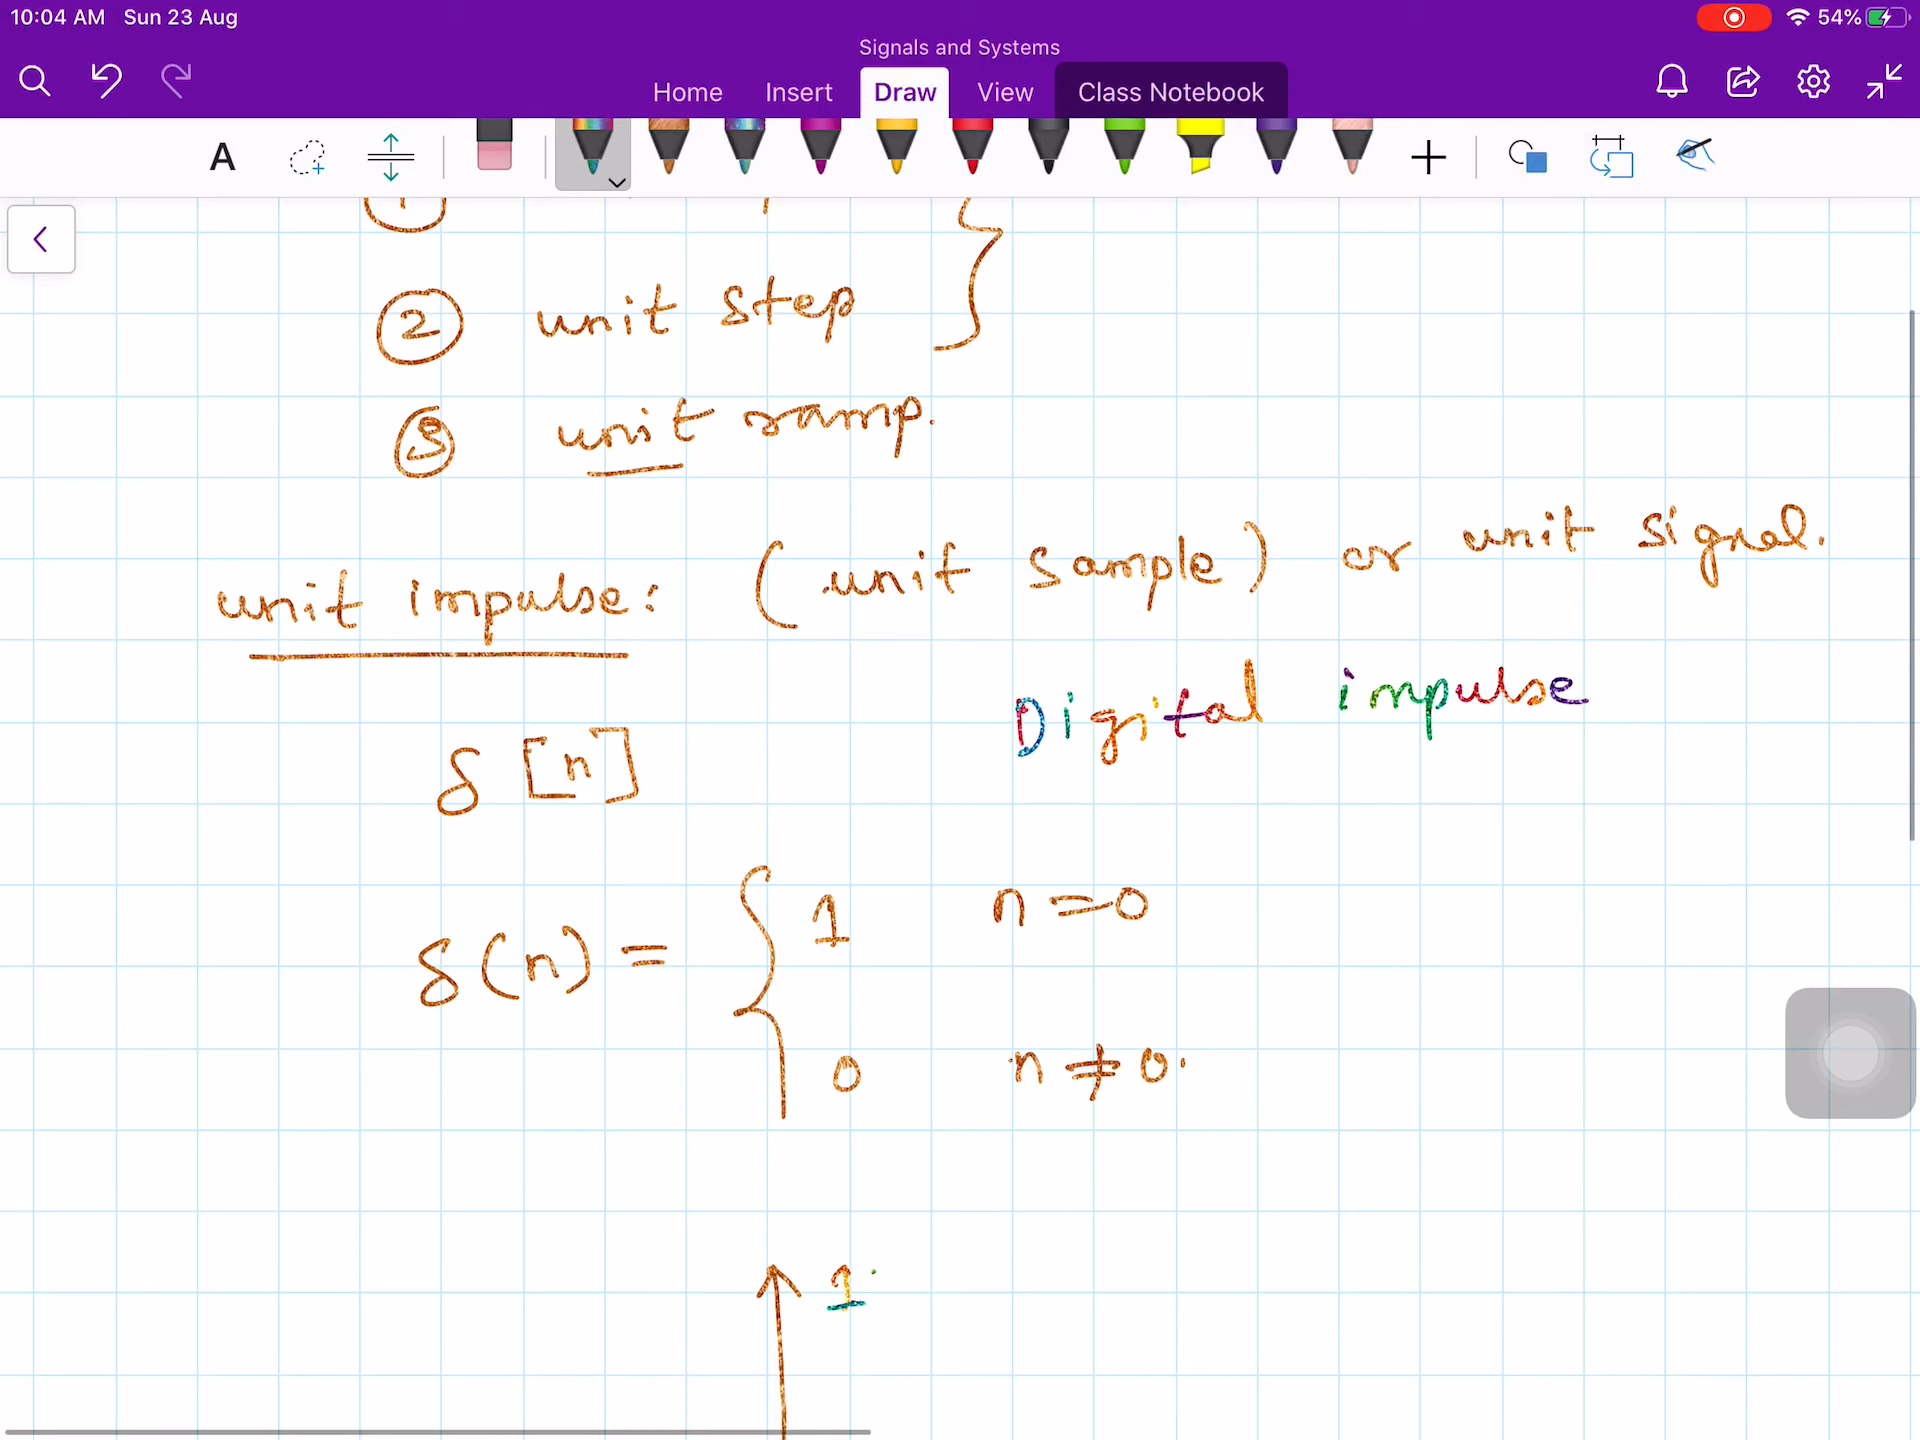 10:04 AM Sun 23 Aug
54%
Signals and Systems
Home Insert Draw View Class Notebook
A
② unit step
③ unit ramp.
unit impulse: (unit sample) or unit signal.
Digital impulse
δ [n]
δ(n) = { 1 n = 0
0 n ≠ 0.
1